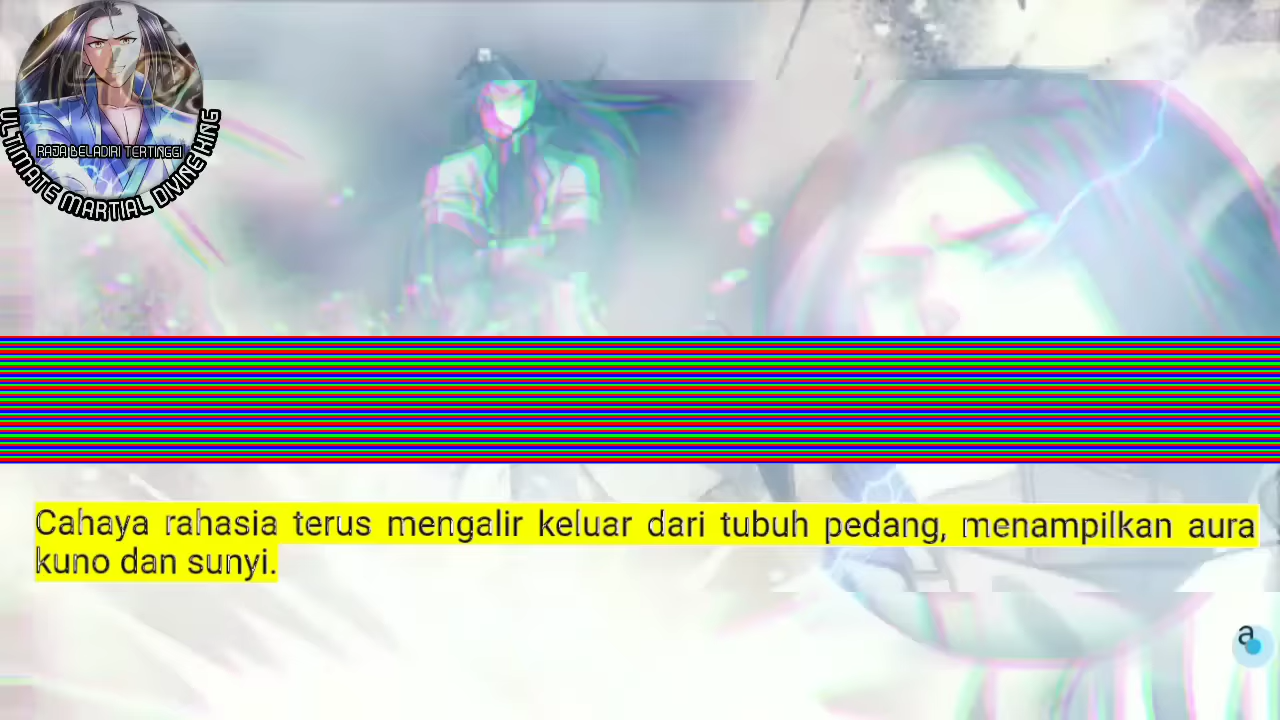 RAJA BELADIRI TERTINGGI
ULTIMATE MARTIAL DIVINE KING
Cahaya rahasia terus mengalir keluar dari tubuh pedang, menampilkan aura
kuno dan sunyi.
a